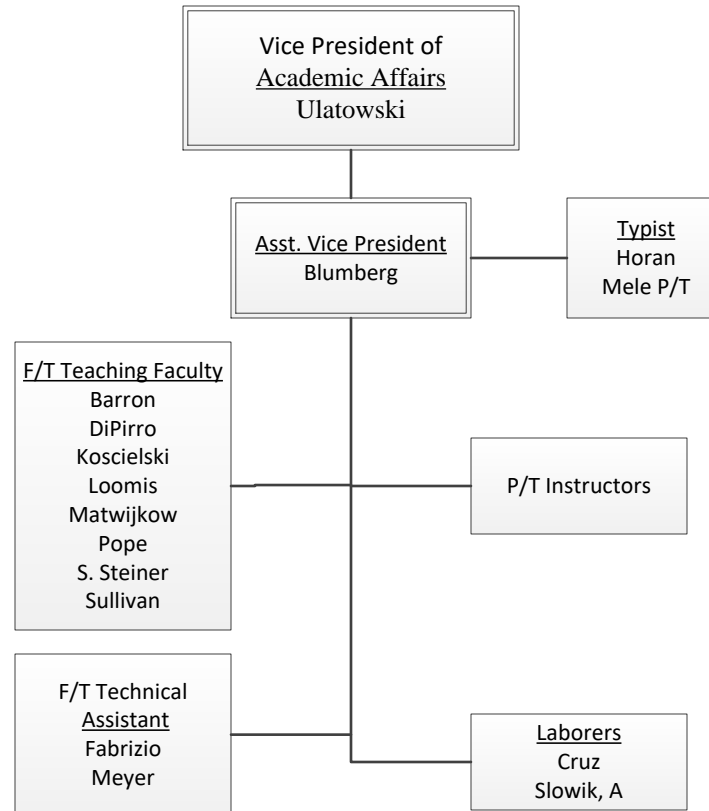 Vice President of
Academic Affairs
Ulatowski
Asst. Vice President
Blumberg
Typist
Horan
Mele P/T
F/T Teaching Faculty
Barron
DiPirro
Koscielski
Loomis
Matwijkow
Pope
S. Steiner
Sullivan
P/T Instructors
F/T Technical
Assistant
Fabrizio
Meyer
Laborers
Cruz
Slowik, A